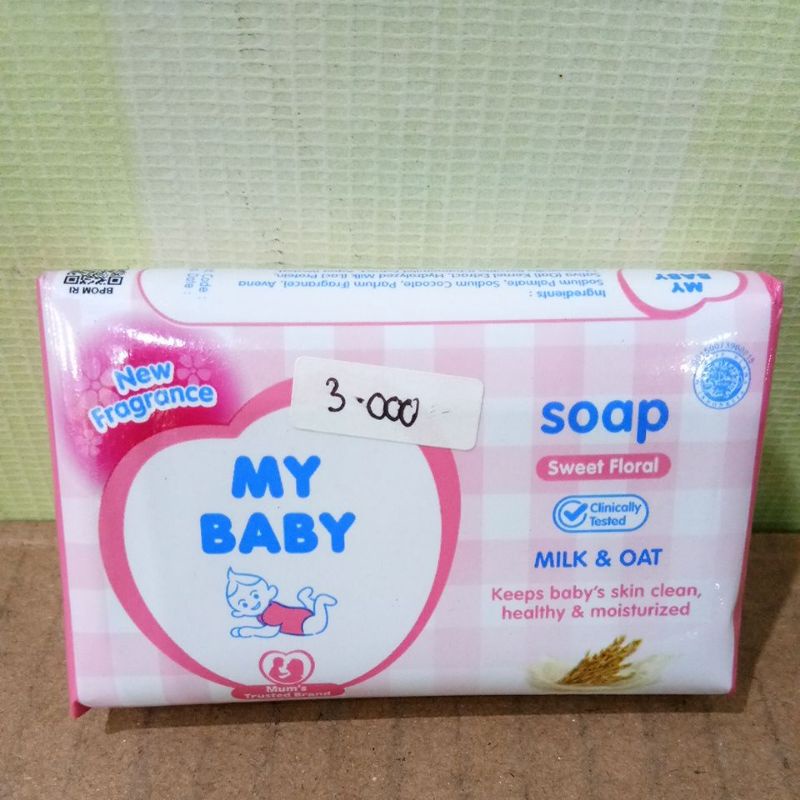 BPOM RI
Ingredients :
Sodium Palmate, Sodium Cocoate, Parfum (Fragrance), Avena
Sativa (Oat) Kernel Extract, Hydrolyzed Milk (Lac) Protein,
MY
BABY
New
Fragrance
3.000
MY
BABY
Mum's
Trusted Brand
soap
Sweet Floral
Clinically
Tested
MILK & OAT
Keeps baby's skin clean,
healthy & moisturized